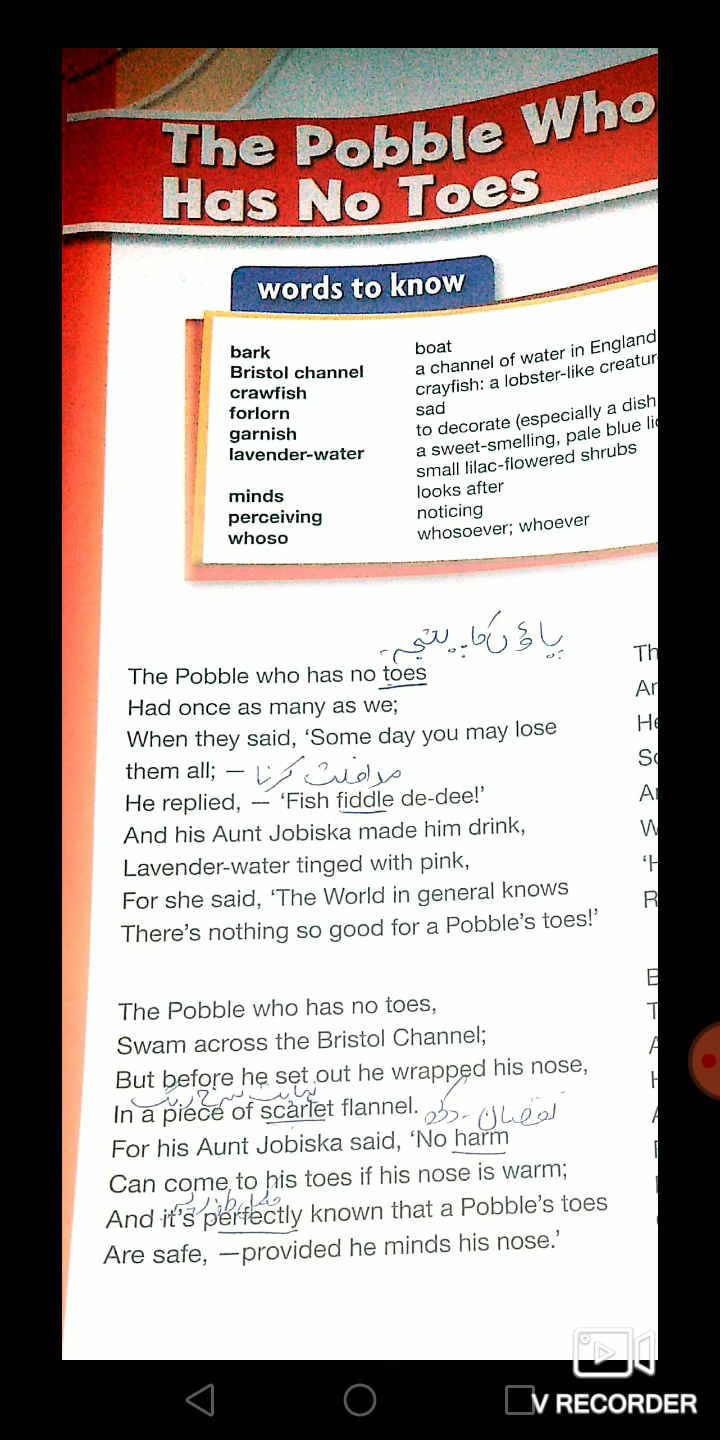 The Pobble Who
Has No Toes
words to know
bark boat
Bristol channel a channel of water in England
crawfish crayfish: a lobster-like
forlorn sad
garnish to decorate (especially a dish
lavender-water a sweet-smelling, pale blue
small lilac-flowered shrubs
minds looks after
perceiving noticing
whoso whosoever; whoever
پاؤں کا
The Pobble who has no toes
Had once as many as we;
When they said, ‘Some day you may lose
them all; —
کرنا
He replied, — ‘Fish fiddle de-dee!’
And his Aunt Jobiska made him drink,
Lavender-water tinged with pink,
For she said, ‘The World in general knows
There’s nothing so good for a Pobble’s toes!’
The Pobble who has no toes,
Swam across the Bristol Channel;
But before he set out he wrapped his nose,
نہایت سرخ رنگ
In a piece of scarlet flannel.
نقصان - دکھ
For his Aunt Jobiska said, ‘No harm
Can come to his toes if his nose is warm;
And it’s perfectly known that a Pobble’s toes
Are safe, —provided he minds his nose.’
V RECORDER